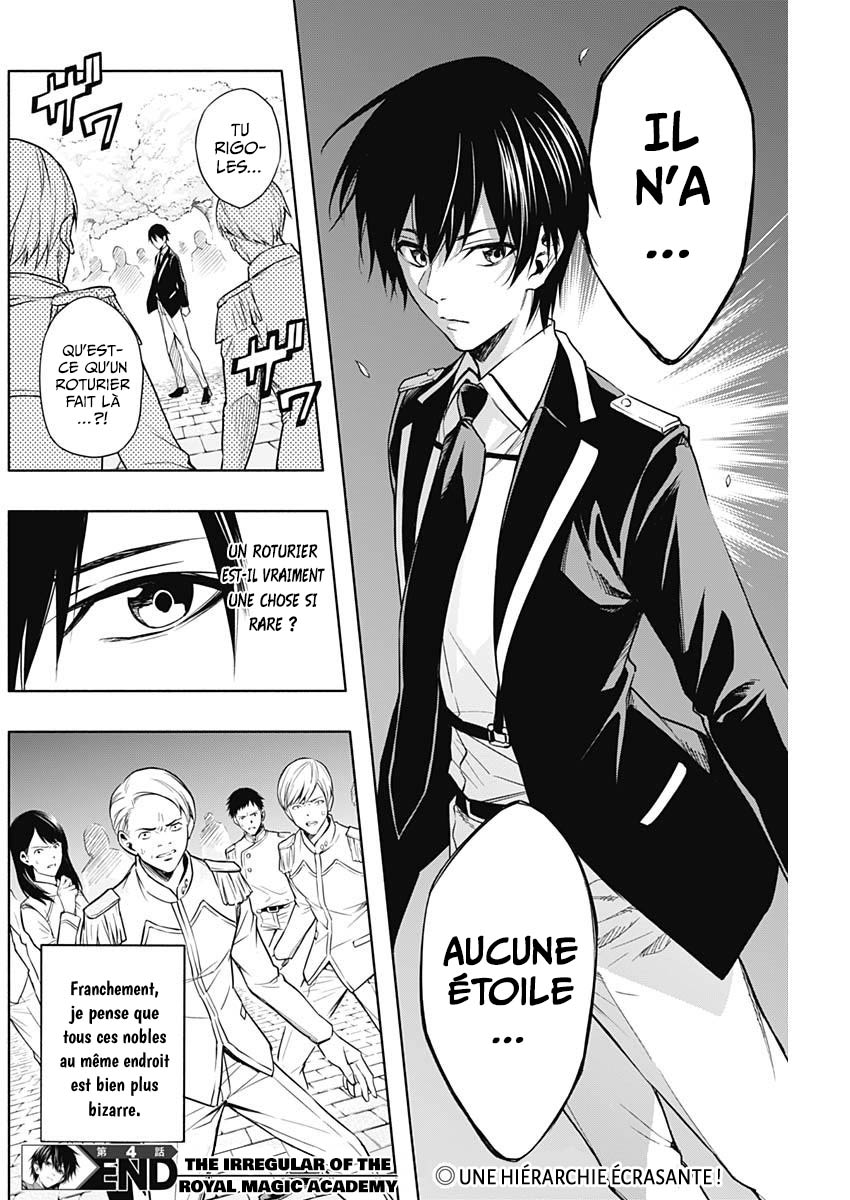 IL
N'A
...
AUCUNE
ÉTOILE
...
ザワ
TU
RIGO-
LES...
QU'EST-
CE QU'UN
ROTURIER
FAIT LÀ
...?!
ザワ
UN ROTURIER
EST-IL VRAIMENT
UNE CHOSE SI
RARE ?
Franchement,
je pense que
tous ces nobles
au même endroit
est bien plus
bizarre.
第4話
END
THE IRREGULAR OF THE
ROYAL MAGIC ACADEMY
◎ UNE HIÉRARCHIE ÉCRASANTE !